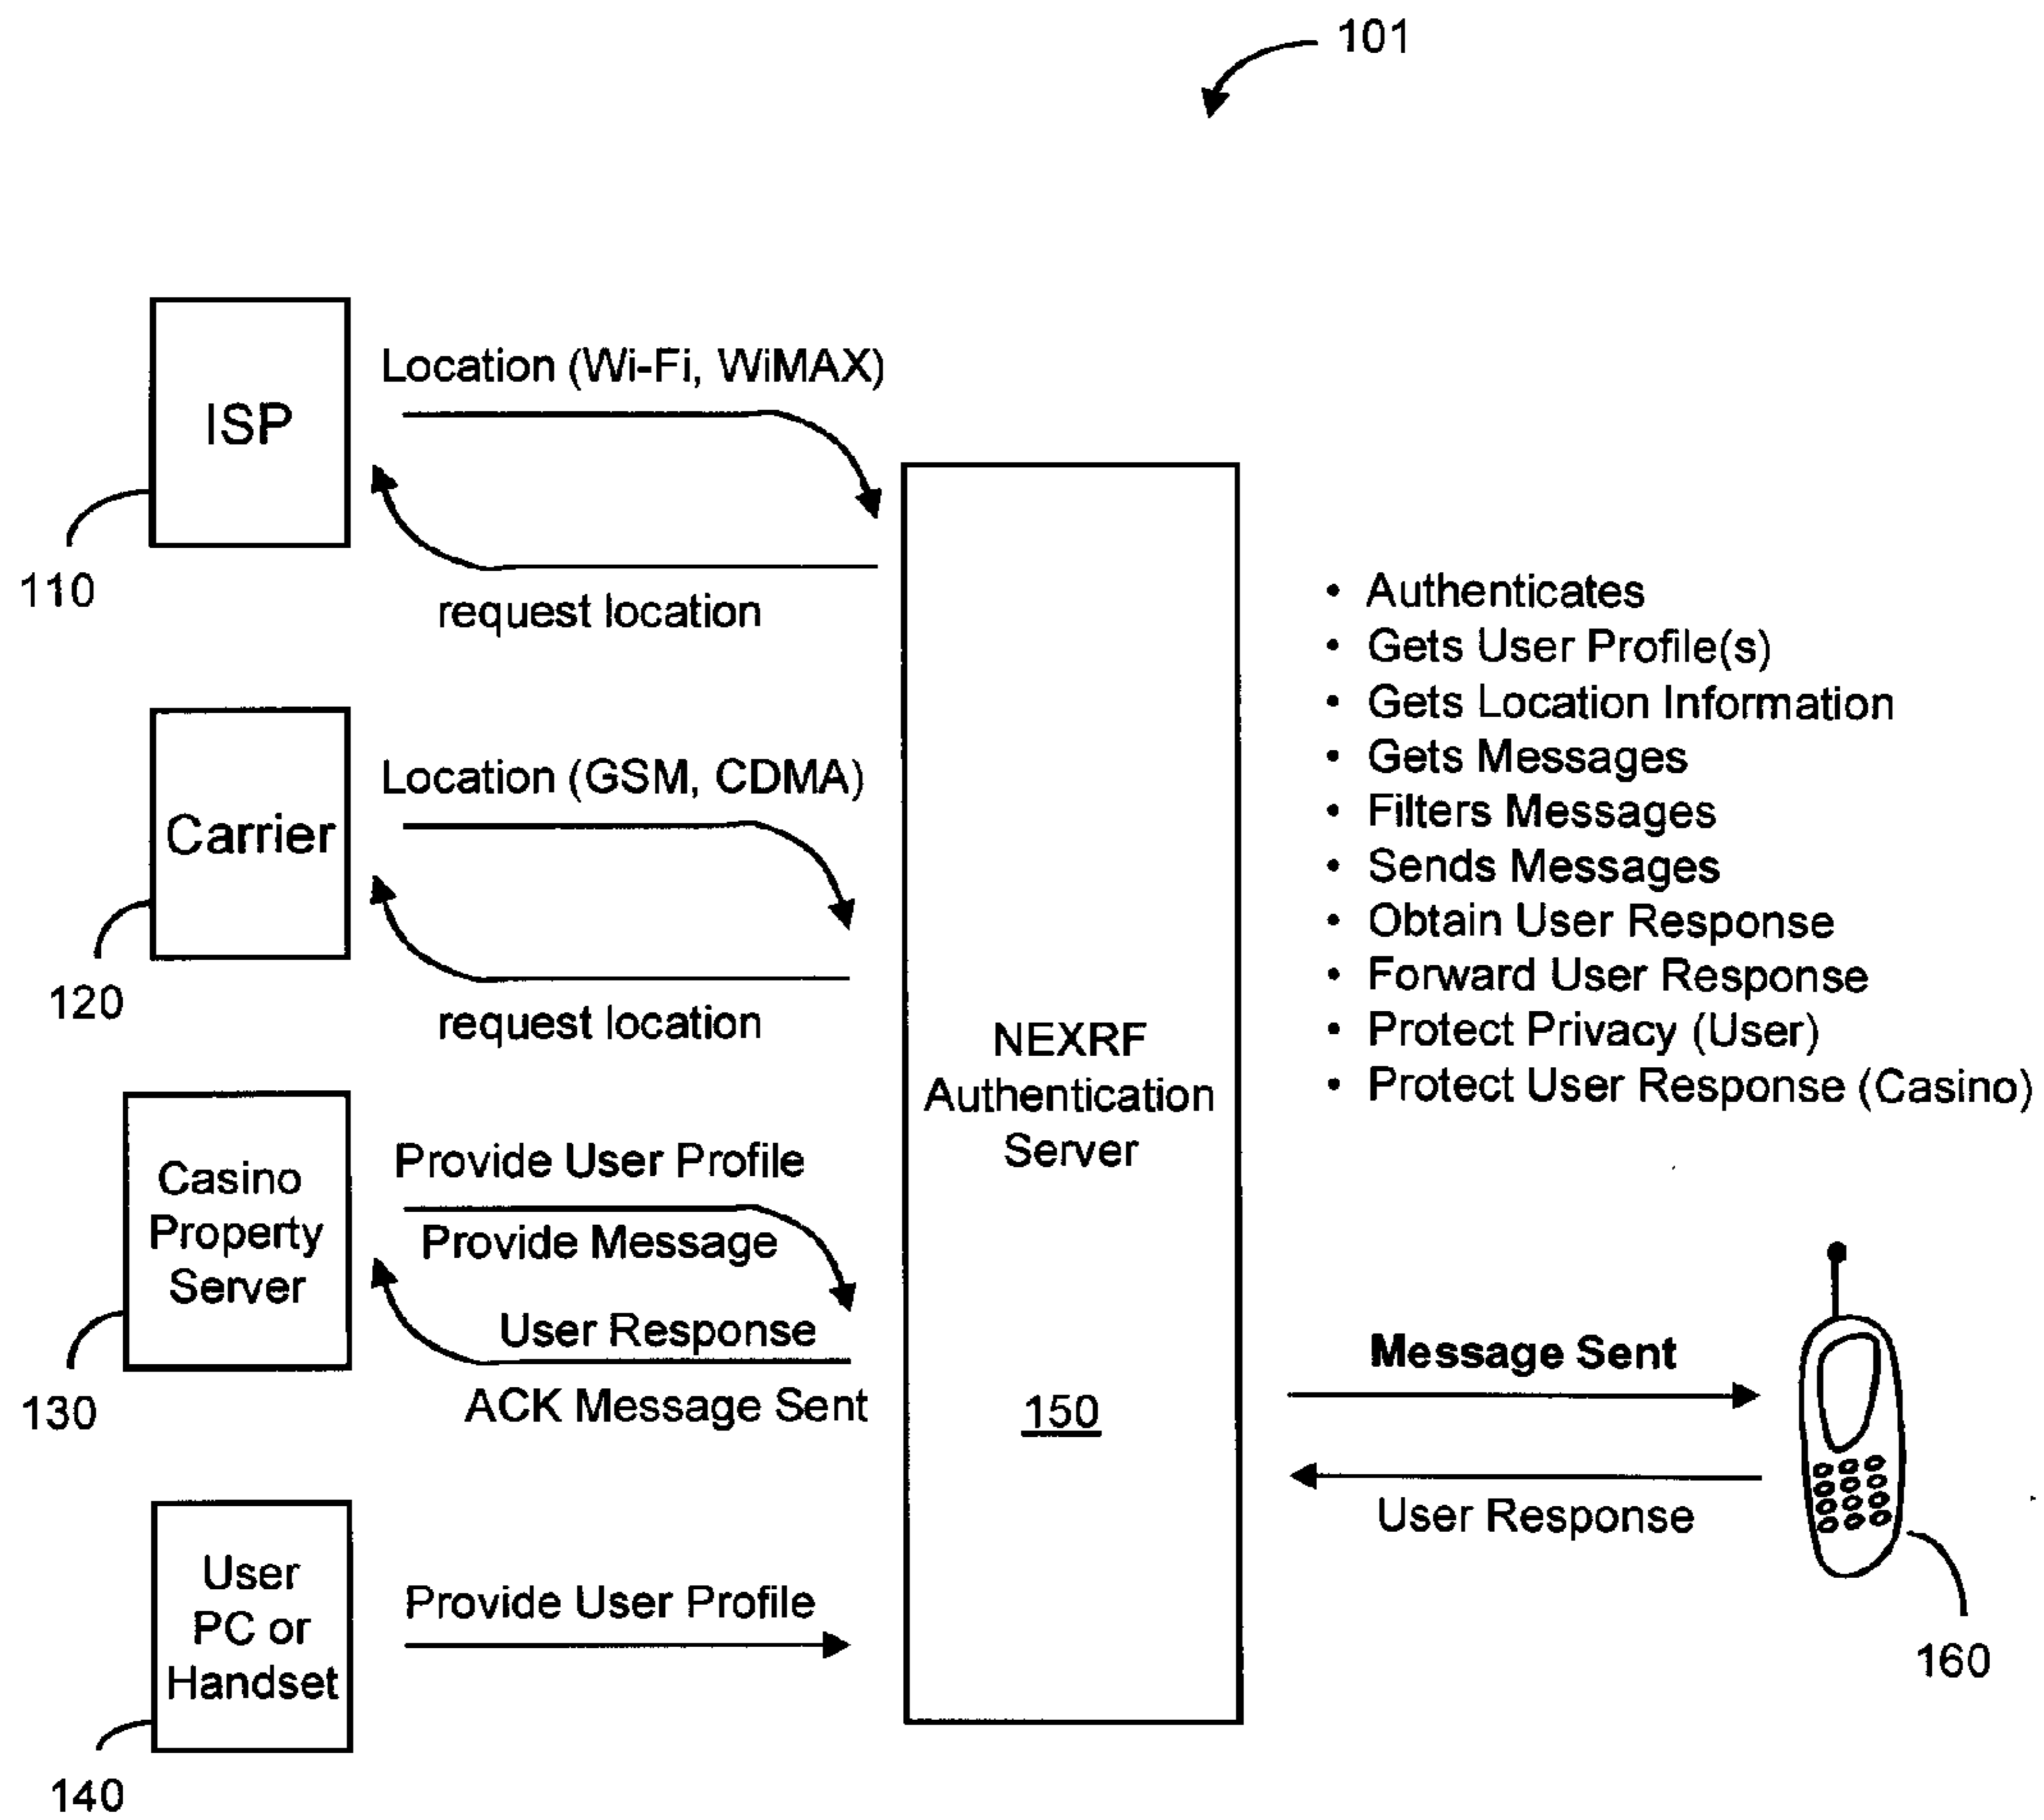 101
ISP
Location (Wi-Fi, WiMAX)
request location
110
Carrier
Location (GSM, CDMA)
request location
120
Casino
Property
Server
Provide User Profile
Provide Message
User Response
ACK Message Sent
130
User
PC or
Handset
Provide User Profile
140
NEXRF
Authentication
Server
150
• Authenticates
• Gets User Profile(s)
• Gets Location Information
• Gets Messages
• Filters Messages
• Sends Messages
• Obtain User Response
• Forward User Response
• Protect Privacy (User)
• Protect User Response (Casino)
Message Sent
User Response
160